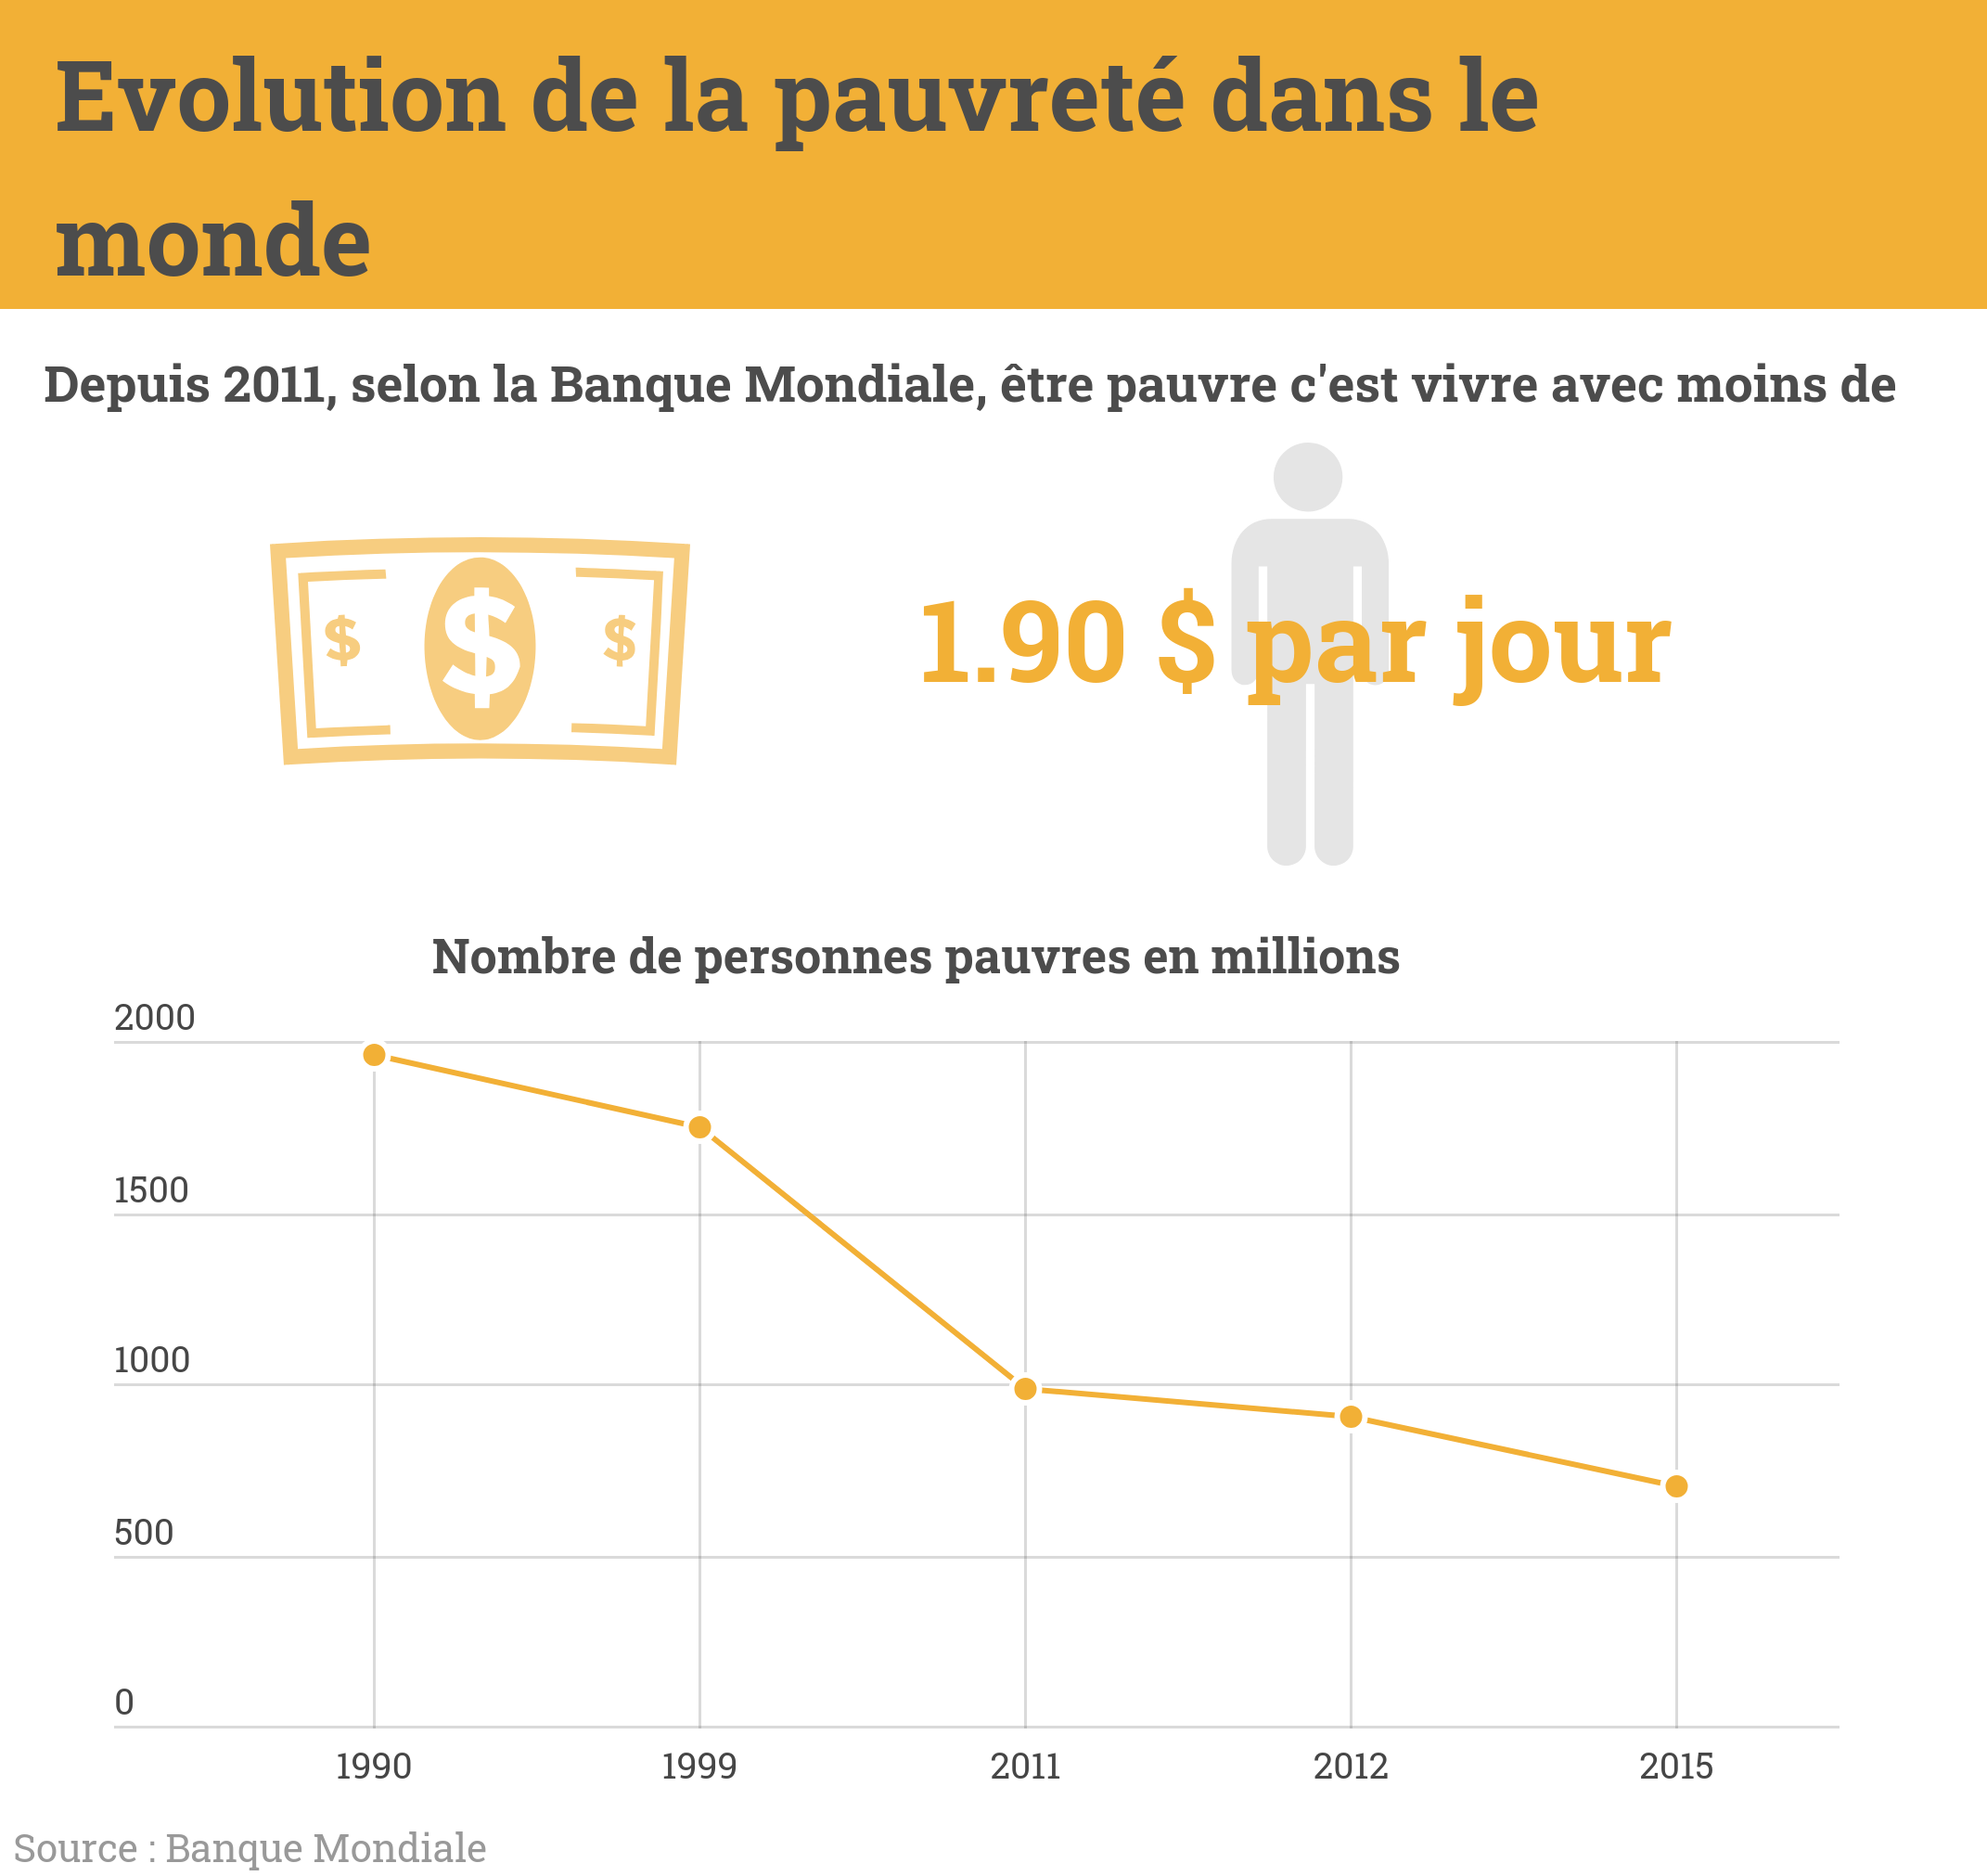 Evolution de la pauvreté dans le
monde
Depuis 2011, selon la Banque Mondiale, être pauvre c'est vivre avec moins de
$ $ $
1.90 $ par jour
Nombre de personnes pauvres en millions
2000
1500
1000
500
0
1990 1999 2011 2012 2015
Source : Banque Mondiale